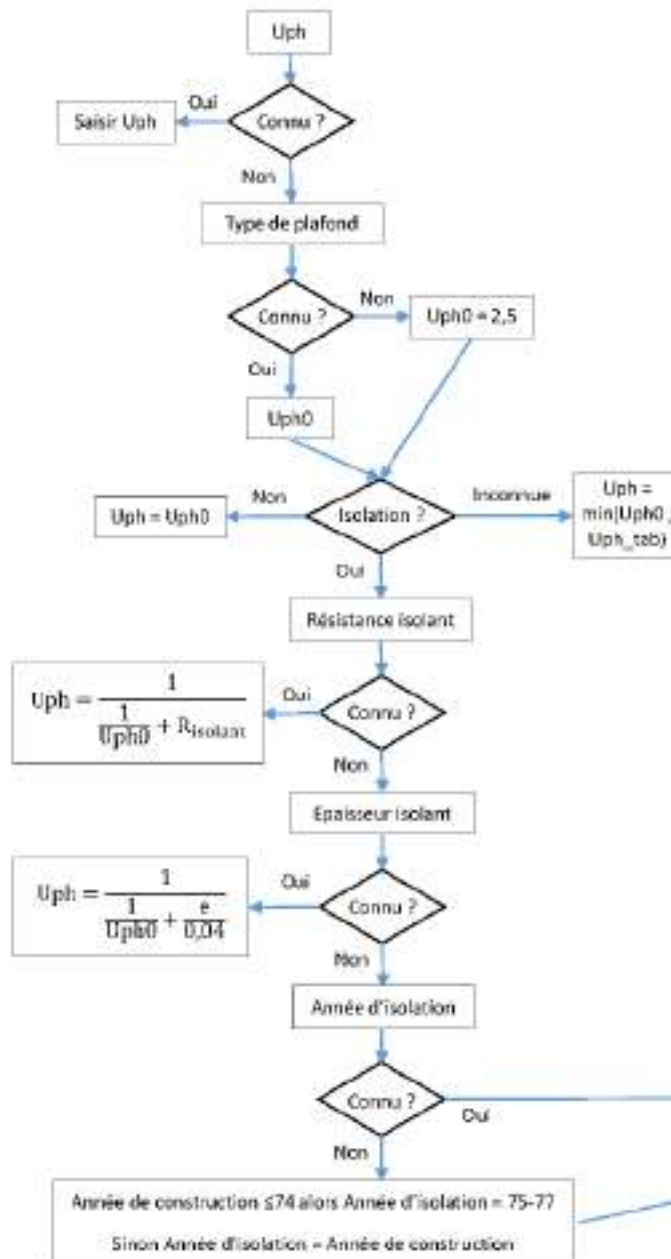 Uph
Connu ?
Oui
Saisir Uph
Non
Type de plafond
Connu ?
Non
Uph0 = 2,5
Oui
Uph0
Isolation ?
Non
Uph = Uph0
Inconnue
Uph =
min(Uph0 ,
Uph_tab)
Oui
Résistance isolant
Connu ?
Oui
Uph = 1 / (1/Uph0 + Risolant)
Non
Epaisseur isolant
Connu ?
Oui
Uph = 1 / (1/Uph0 + e/0,04)
Non
Année d'isolation
Connu ?
Oui
Non
Année de construction ≤74 alors Année d'isolation = 75-77
Sinon Année d'isolation = Année de construction